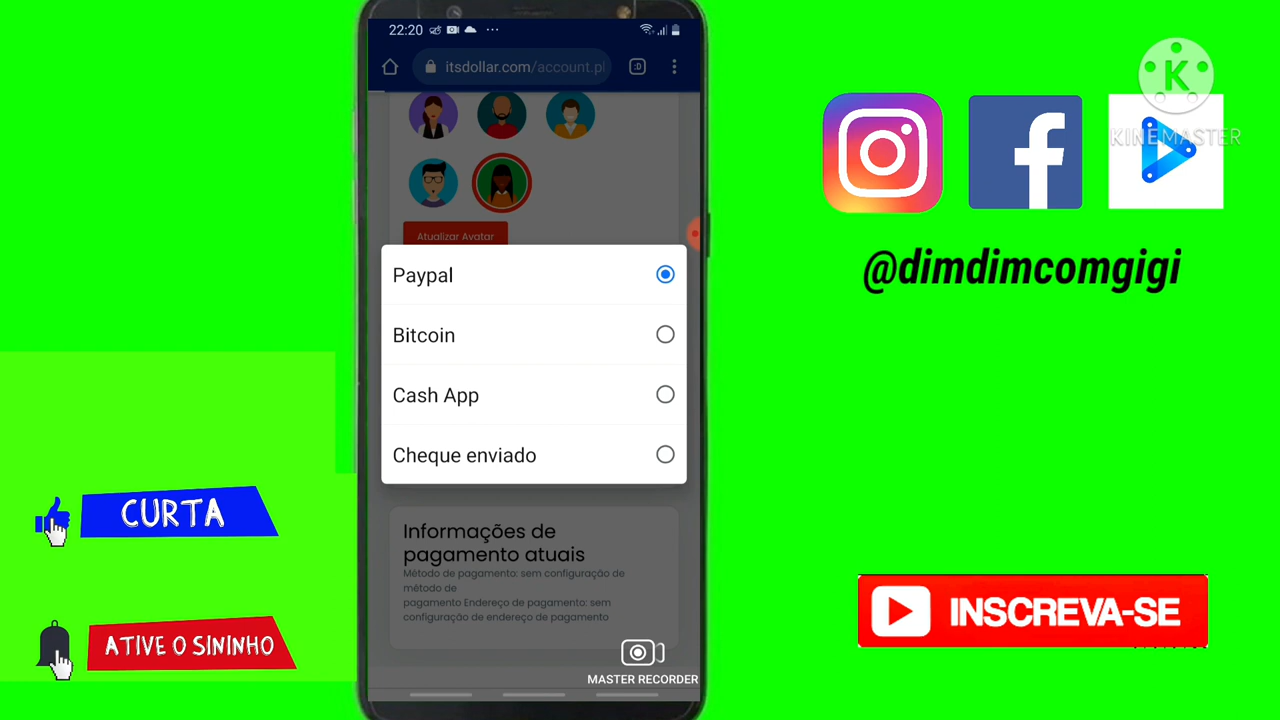 22:20
itsdollar.com/account.pl
:D
Atualizar Avatar
Paypal
Bitcoin
Cash App
Cheque enviado
Informações de
pagamento atuais
Método de pagamento: sem configuração de
método de
pagamento Endereço de pagamento: sem
configuração de endereço de pagamento
MASTER RECORDER
CURTA
ATIVE O SININHO
K
KINEMASTER
@dimdimcomgigi
INSCREVA-SE